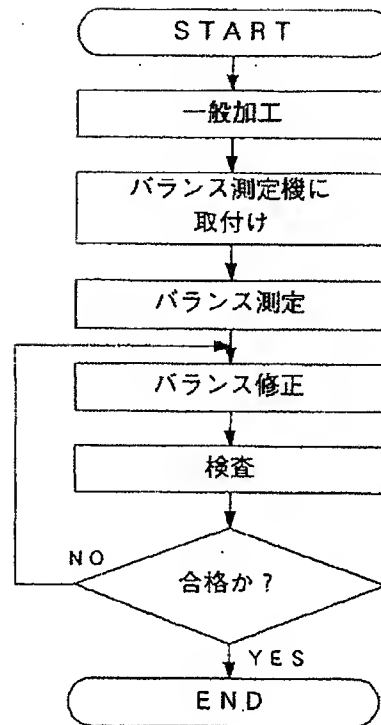 START
一般加工
バランス測定機に
取付け
バランス測定
バランス修正
検査
合格か?
NO
YES
END